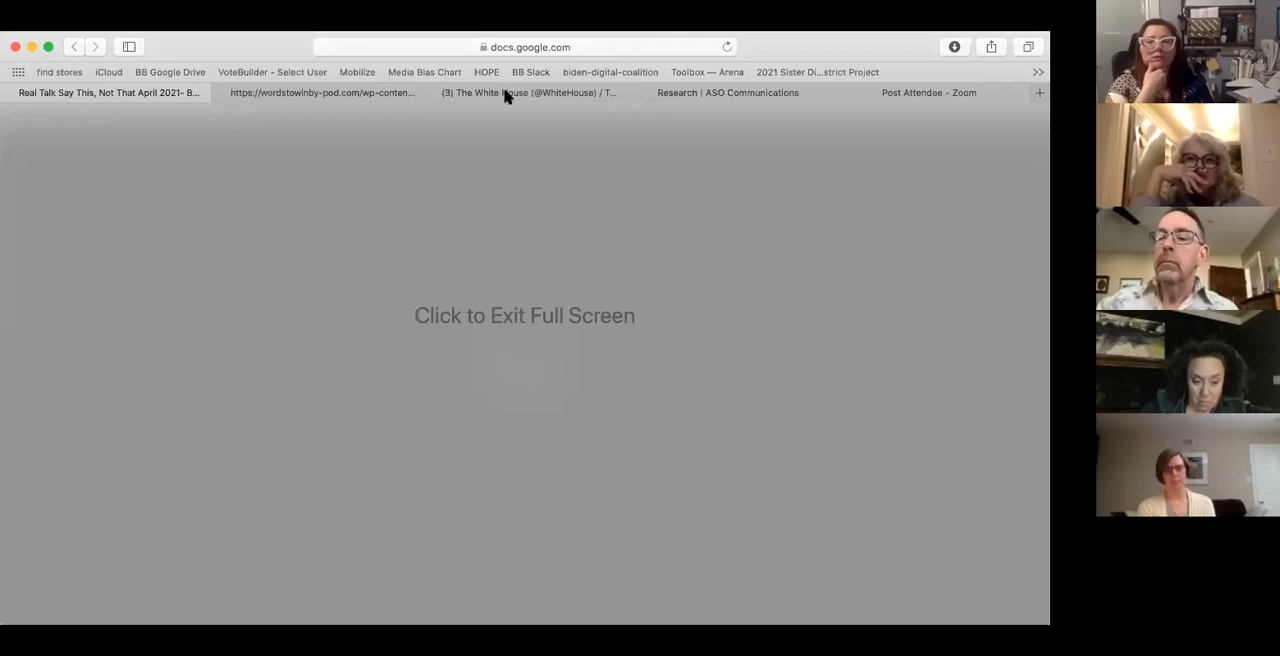 docs.google.com
find stores iCloud BB Google Drive VoteBuilder - Select User Mobilize Media Bias Chart HOPE BB Slack biden-digital-coalition Toolbox — Arena 2021 Sister Di...strict Project
Real Talk Say This, Not That April 2021- B... https://wordstowinby-pod.com/wp-conten... (3) The White House (@WhiteHouse) / T... Research | ASO Communications Post Attendee - Zoom
Click to Exit Full Screen